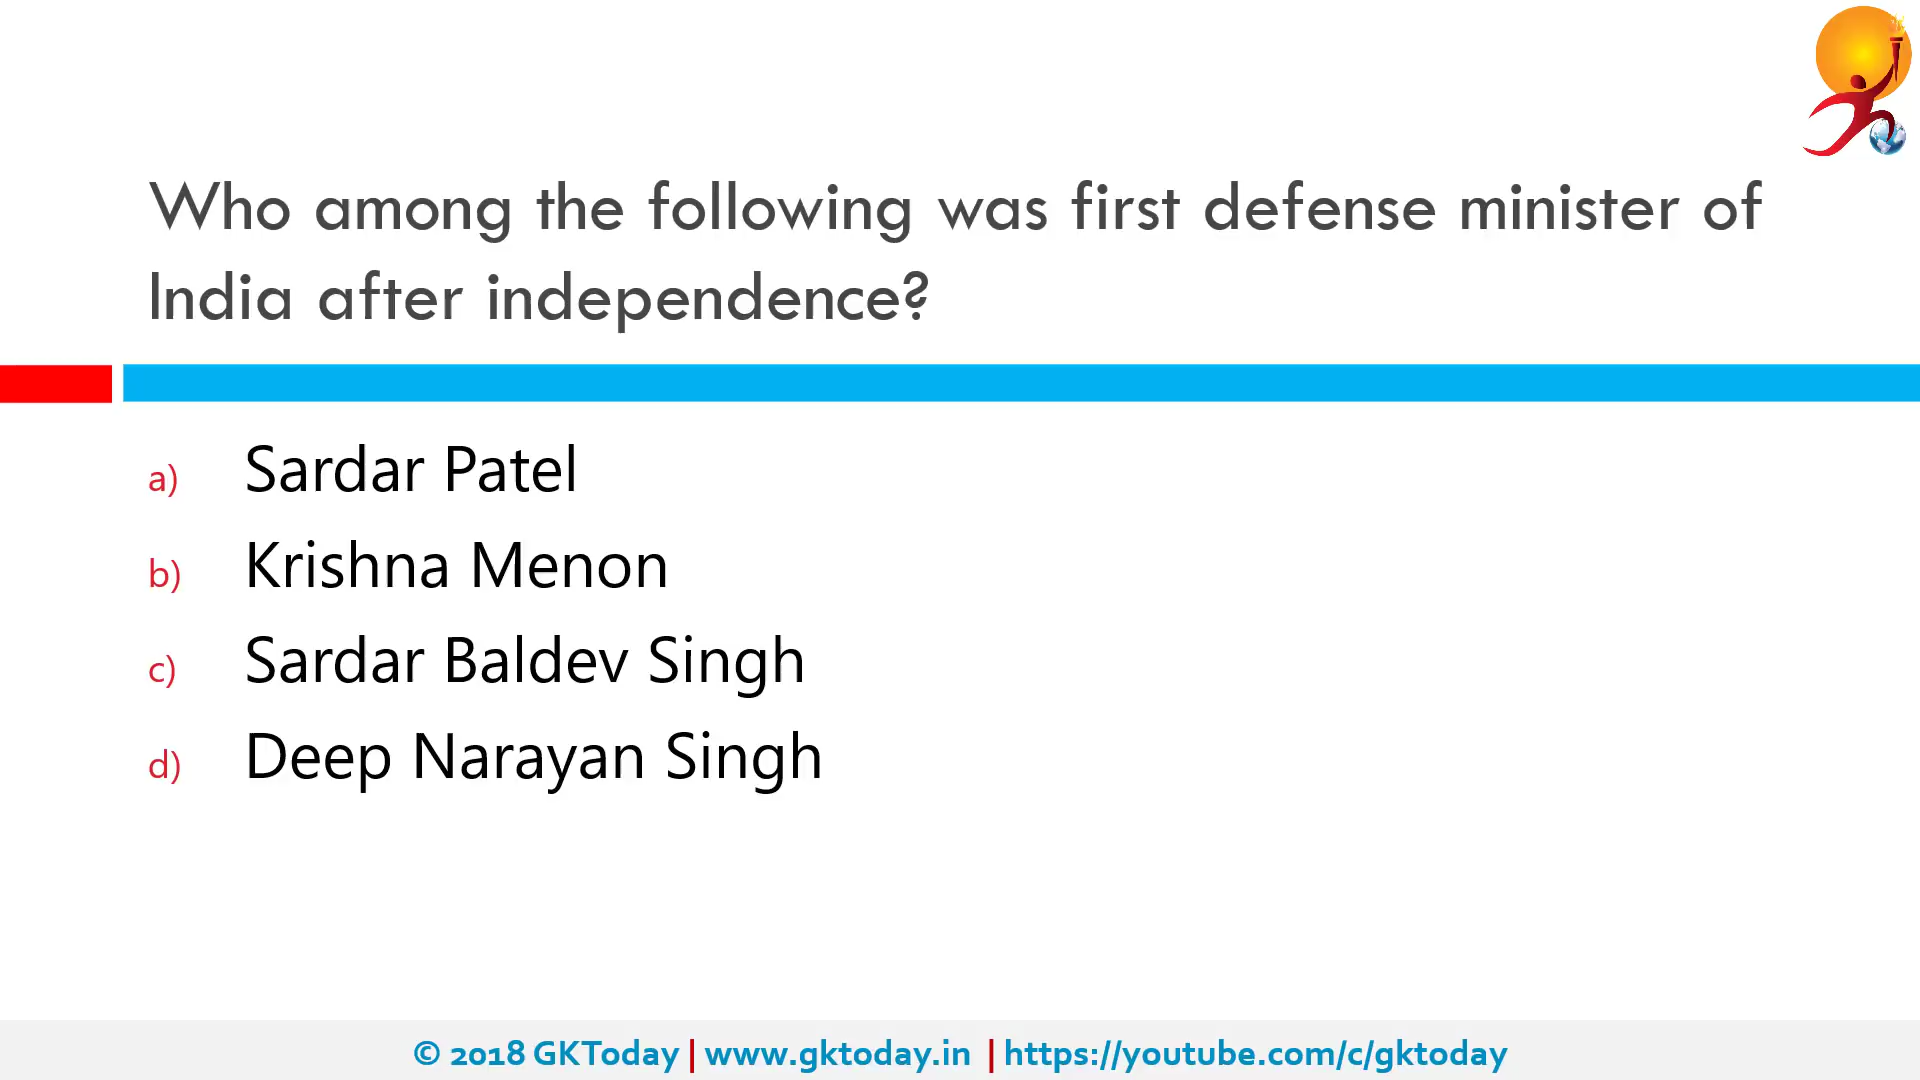 Who among the following was first defense minister of
India after independence?
a) Sardar Patel
b) Krishna Menon
c) Sardar Baldev Singh
d) Deep Narayan Singh
© 2018 GKToday | www.gktoday.in | https://youtube.com/c/gktoday